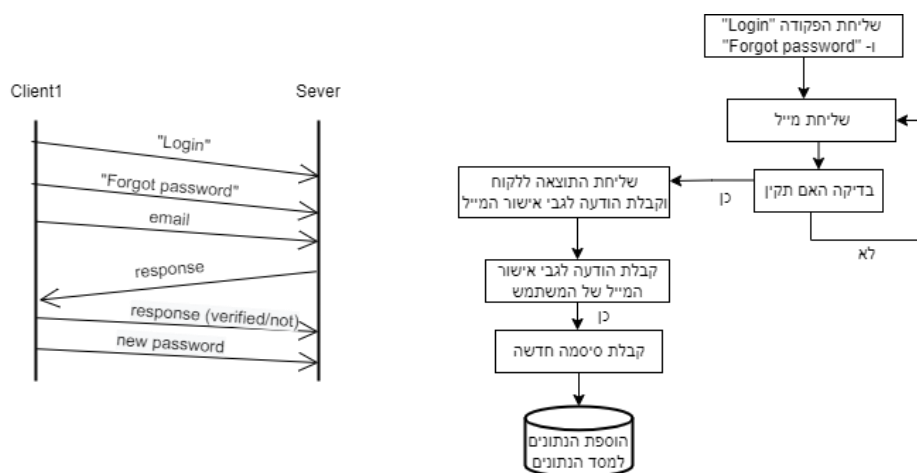 Client1
Sever
"Login"
"Forgot password"
email
response
response (verified/not)
new password
שליחת הפקודה "Login"
ו- "Forgot password"
שליחת מייל
בדיקה האם תקין
כן
לא
שליחת התוצאה ללקוח
וקבלת הודעה לגבי אישור המייל
קבלת הודעה לגבי אישור
המייל של המשתמש
כן
קבלת סיסמה חדשה
הוספת הנתונים
למסד הנתונים